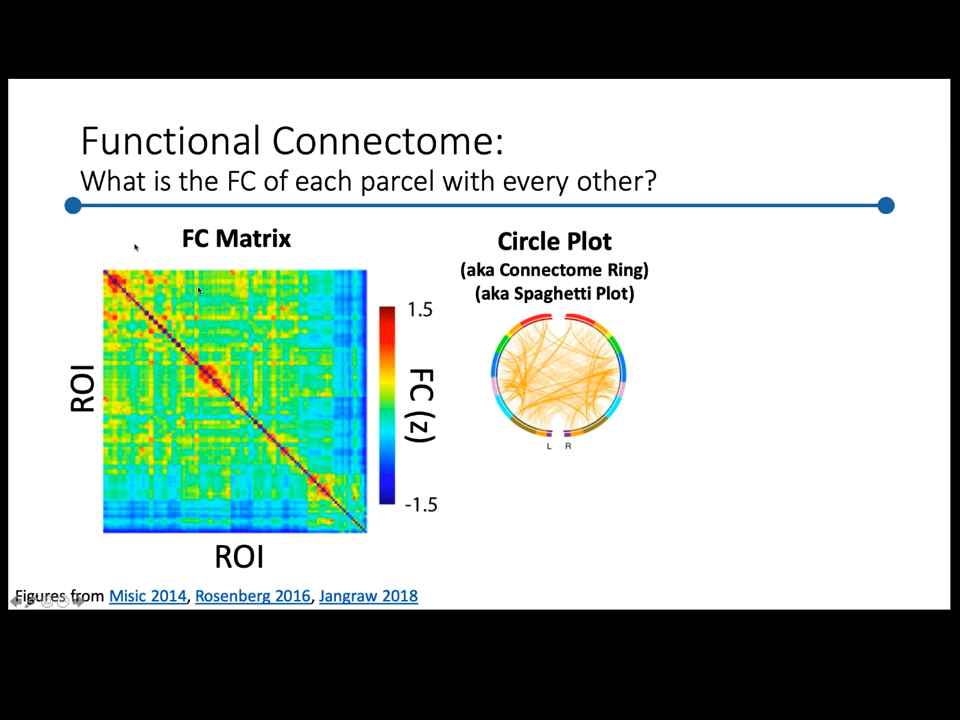 Functional Connectome:
What is the FC of each parcel with every other?
FC Matrix
ROI
ROI
1.5
FC (z)
-1.5
Circle Plot
(aka Connectome Ring)
(aka Spaghetti Plot)
L R
Figures from Misic 2014, Rosenberg 2016, Jangraw 2018